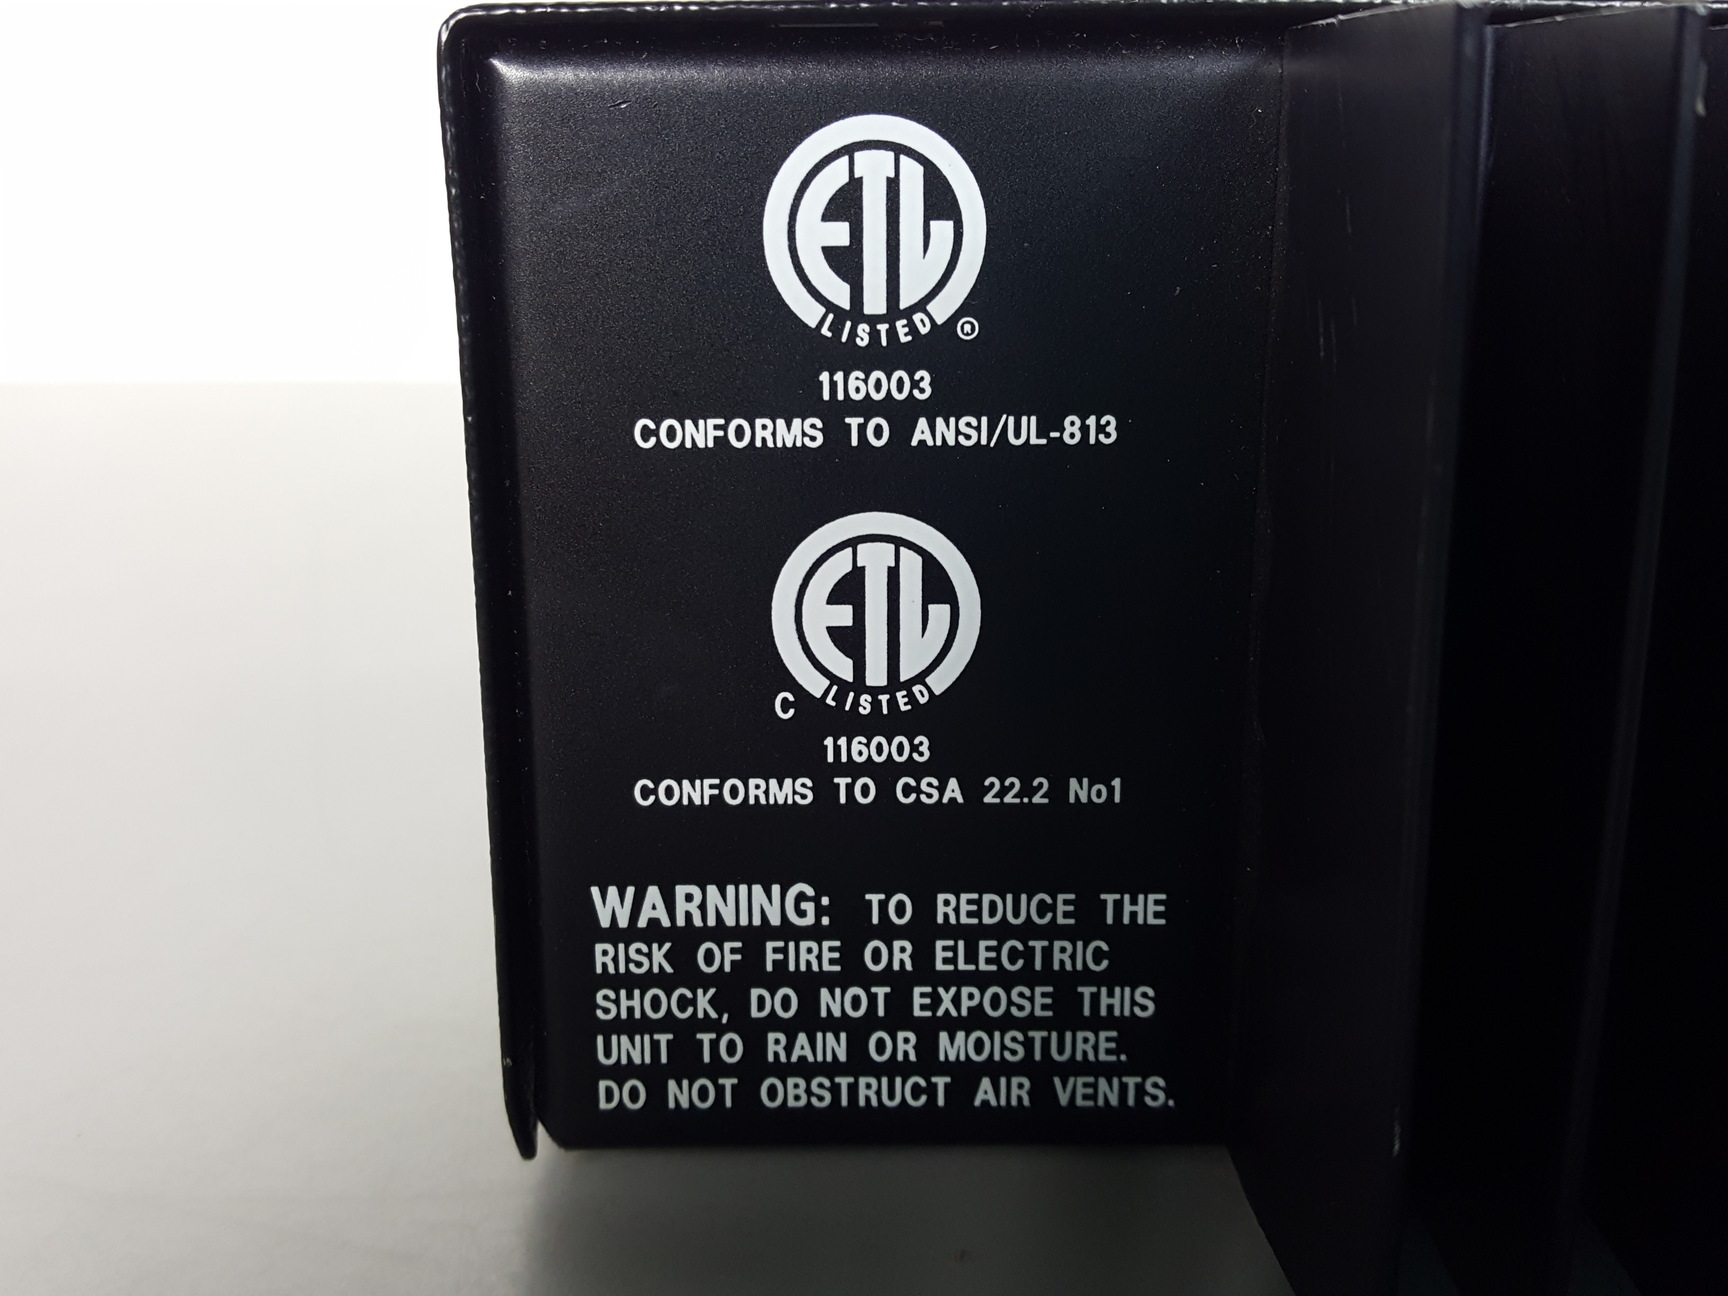 ETL
LISTED ®
116003
CONFORMS TO ANSI/UL-813
ETL
C LISTED
116003
CONFORMS TO CSA 22.2 No1
WARNING: TO REDUCE THE
RISK OF FIRE OR ELECTRIC
SHOCK, DO NOT EXPOSE THIS
UNIT TO RAIN OR MOISTURE.
DO NOT OBSTRUCT AIR VENTS.